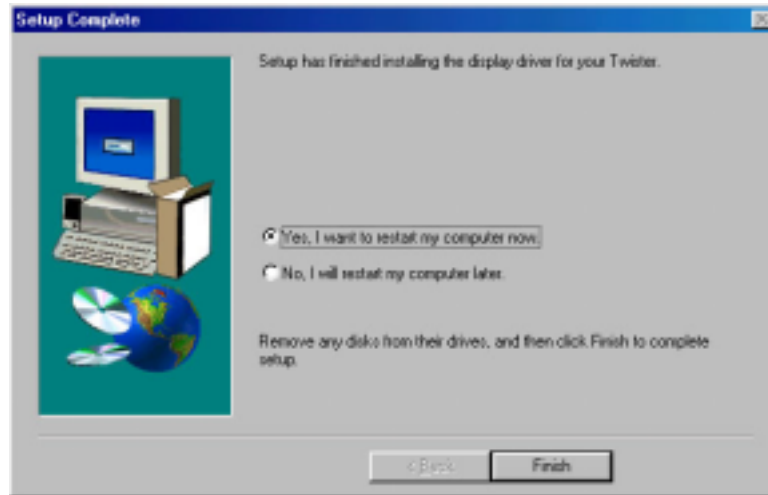 Setup Complete
Setup has finished installing the display driver for your Twister.
Yes, I want to restart my computer now.
No, I will restart my computer later.
Remove any disks from their drives, and then click Finish to complete
setup.
< Back
Finish